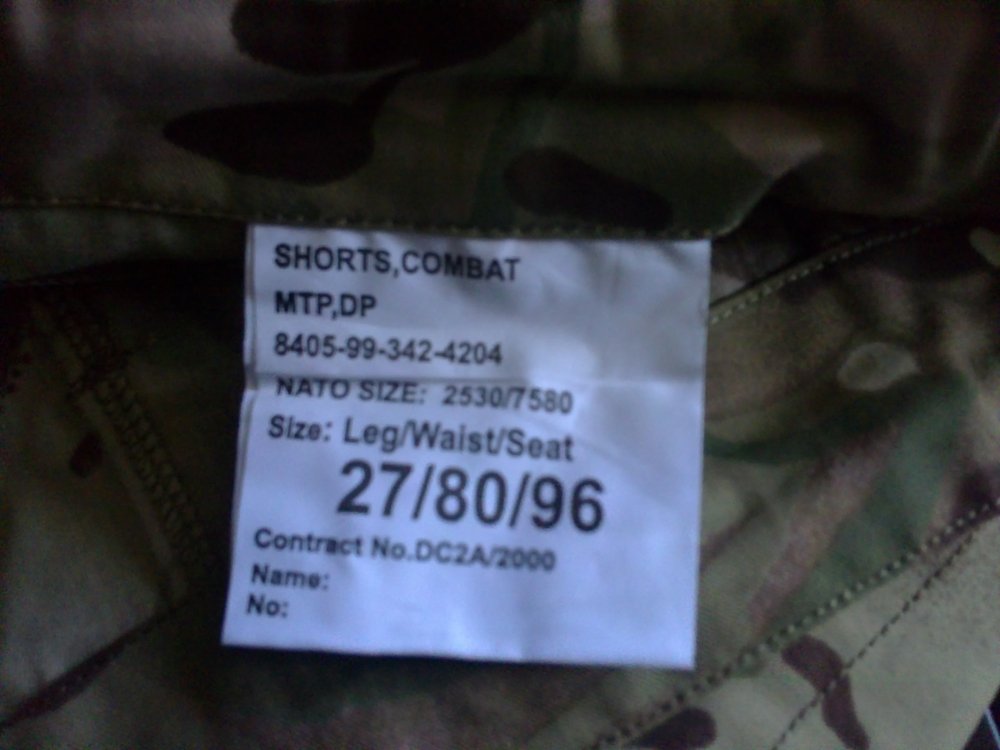 SHORTS,COMBAT
MTP,DP
8405-99-342-4204
NATO SIZE: 2530/7580
Size: Leg/Waist/Seat
27/80/96
Contract No.DC2A/2000
Name:
No: